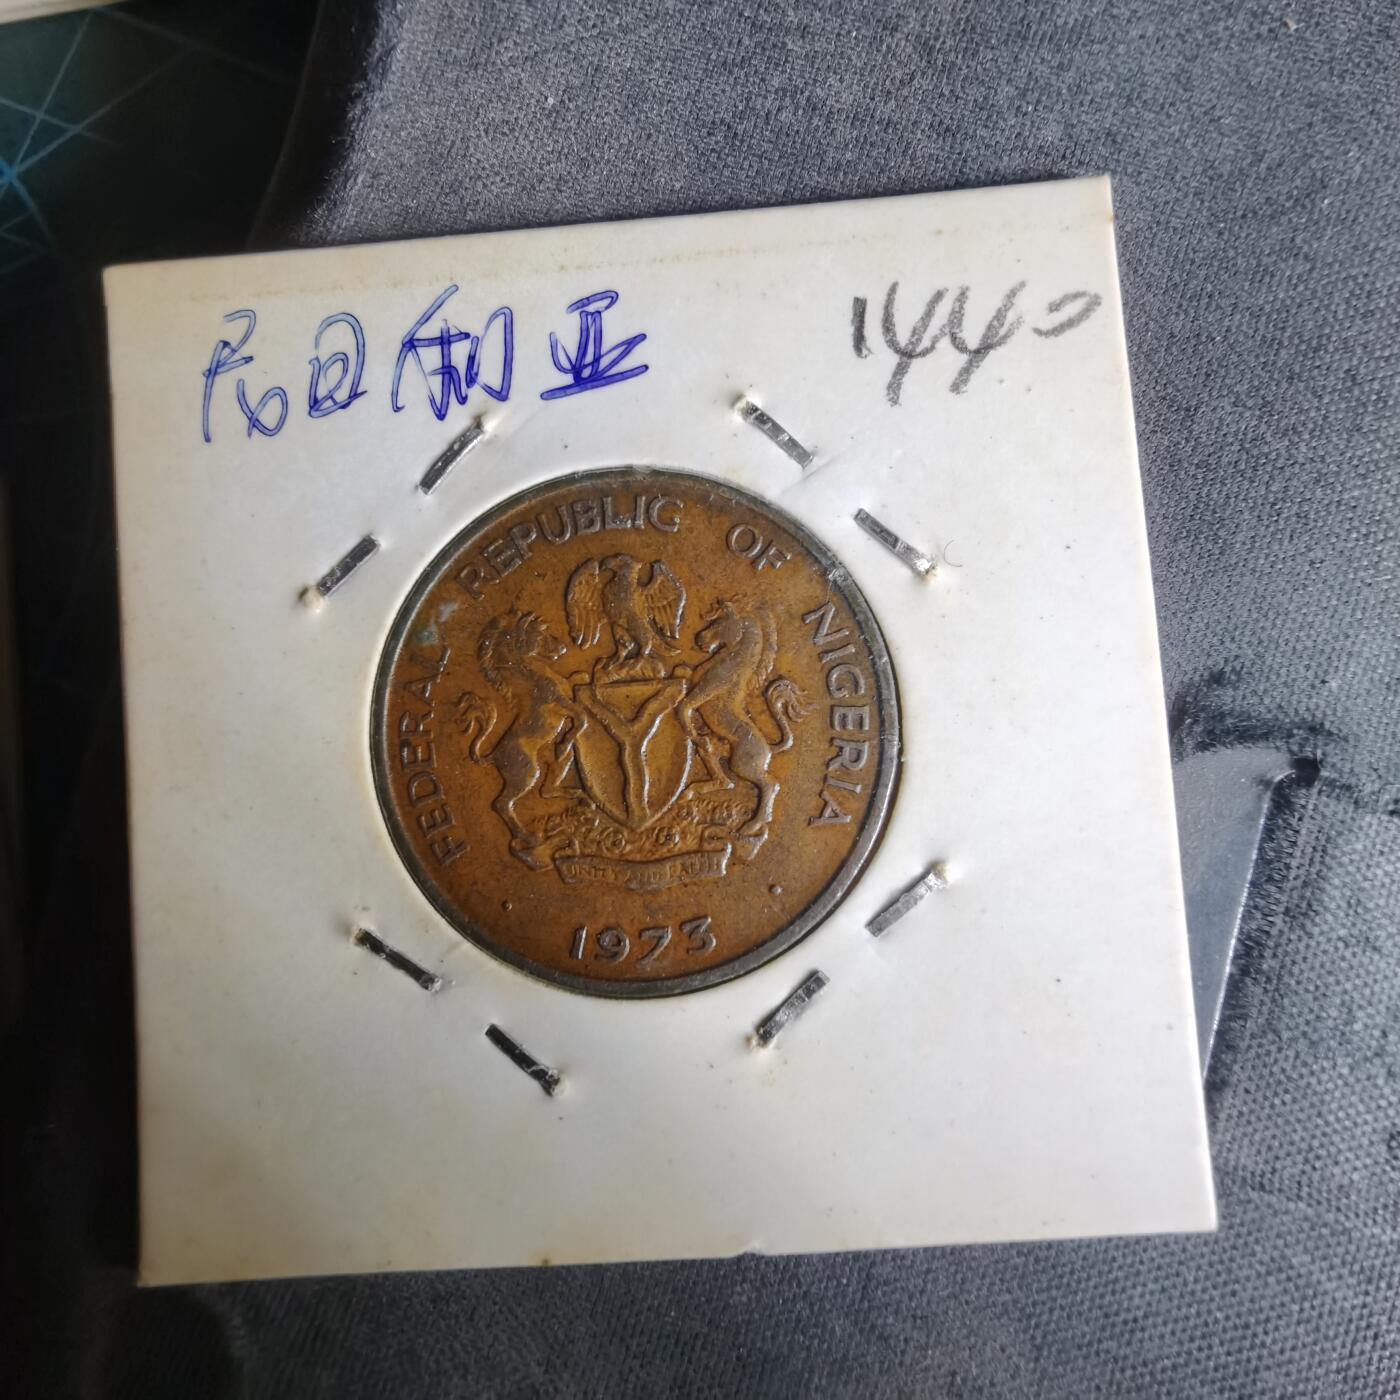 尼日利亚
1440
FEDERAL REPUBLIC OF NIGERIA
UNITY AND FAITH
1973